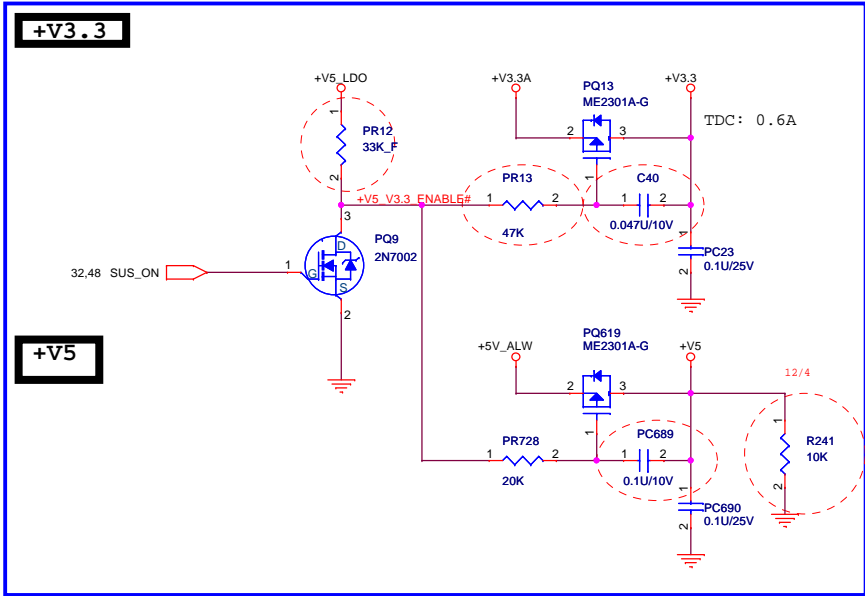 +V3.3
+V5_LDO
+V3.3A
PQ13
ME2301A-G
+V3.3
TDC: 0.6A
1
PR12
33K_F
2
2
3
1
PR13
C40
+V5_V3.3_ENABLE#
1
2
1
2
47K
0.047U/10V
3
D
PQ9
2N7002
1
PC23
0.1U/25V
2
32,48 SUS_ON
1
G
S
2
+V5
+5V_ALW
PQ619
ME2301A-G
+V5
12/4
2
3
1
PR728
PC689
1
R241
10K
2
1
2
1
2
20K
0.1U/10V
1
PC690
0.1U/25V
2